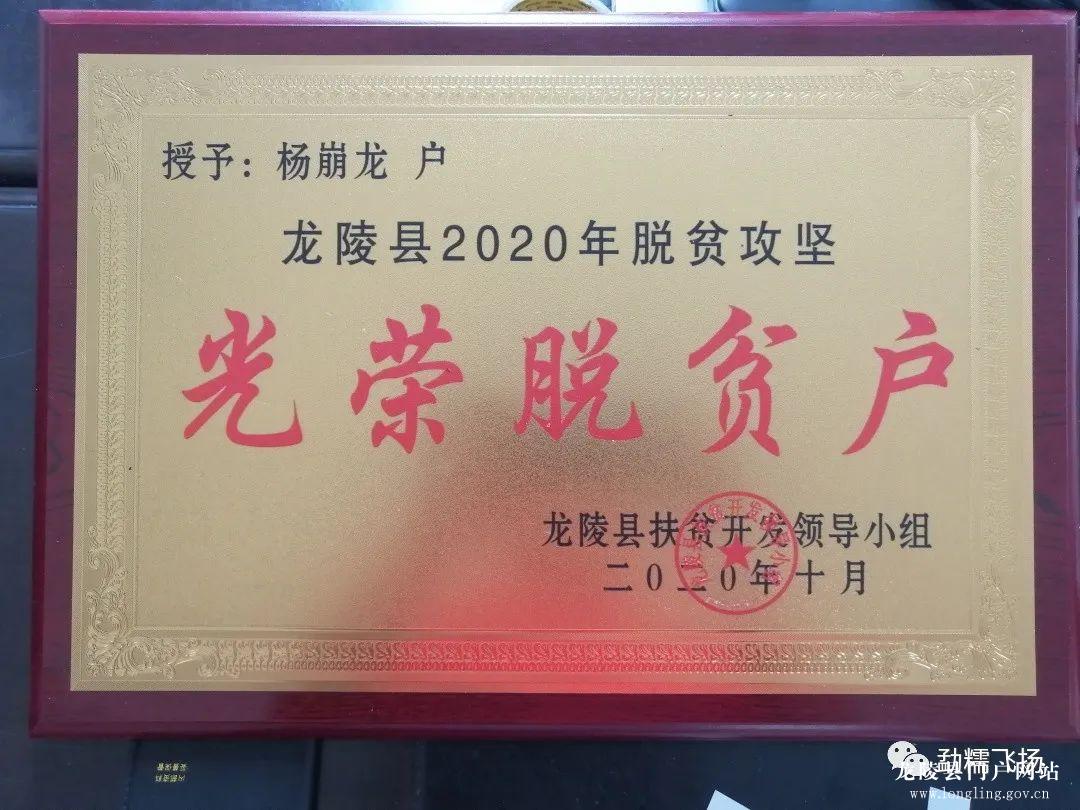 授予：杨崩龙 户
龙陵县2020年脱贫攻坚
光荣脱贫户
龙陵县扶贫开发领导小组
二0二0年十月
劲糯飞扬
龙陵县门户网站
www.longling.gov.cn